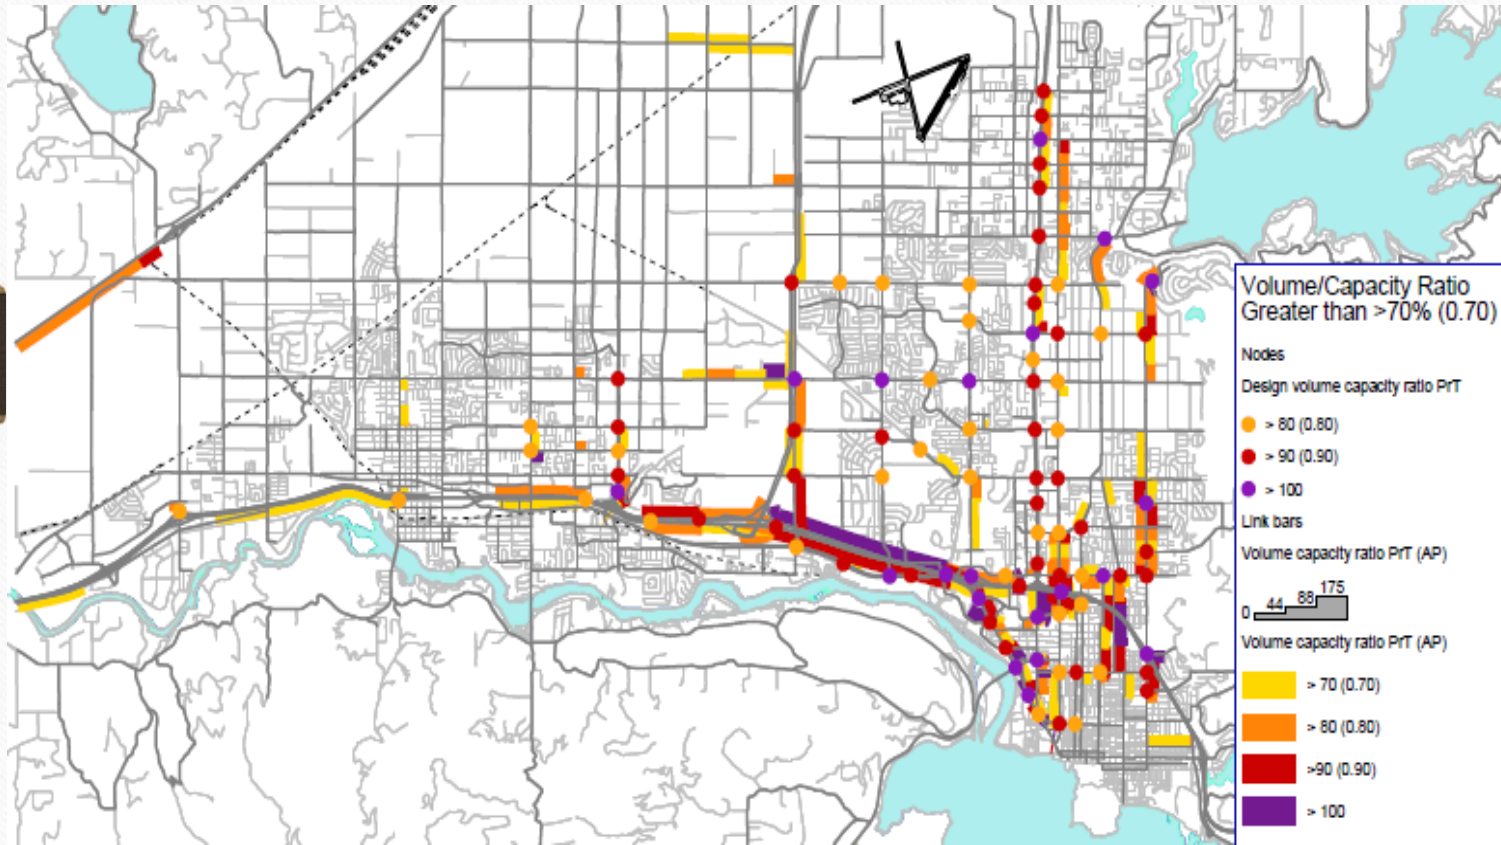 Volume/Capacity Ratio
Greater than >70% (0.70)
Nodes
Design volume capacity ratio PrT
> 80 (0.80)
> 90 (0.90)
> 100
Link bars
Volume capacity ratio PrT (AP)
0 44 88 175
Volume capacity ratio PrT (AP)
> 70 (0.70)
> 80 (0.80)
>90 (0.90)
> 100